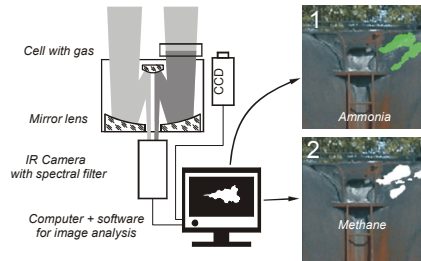 Cell with gas
CCD
Mirror lens
IR Camera
with spectral filter
Computer + software
for image analysis
1
Ammonia
2
Methane